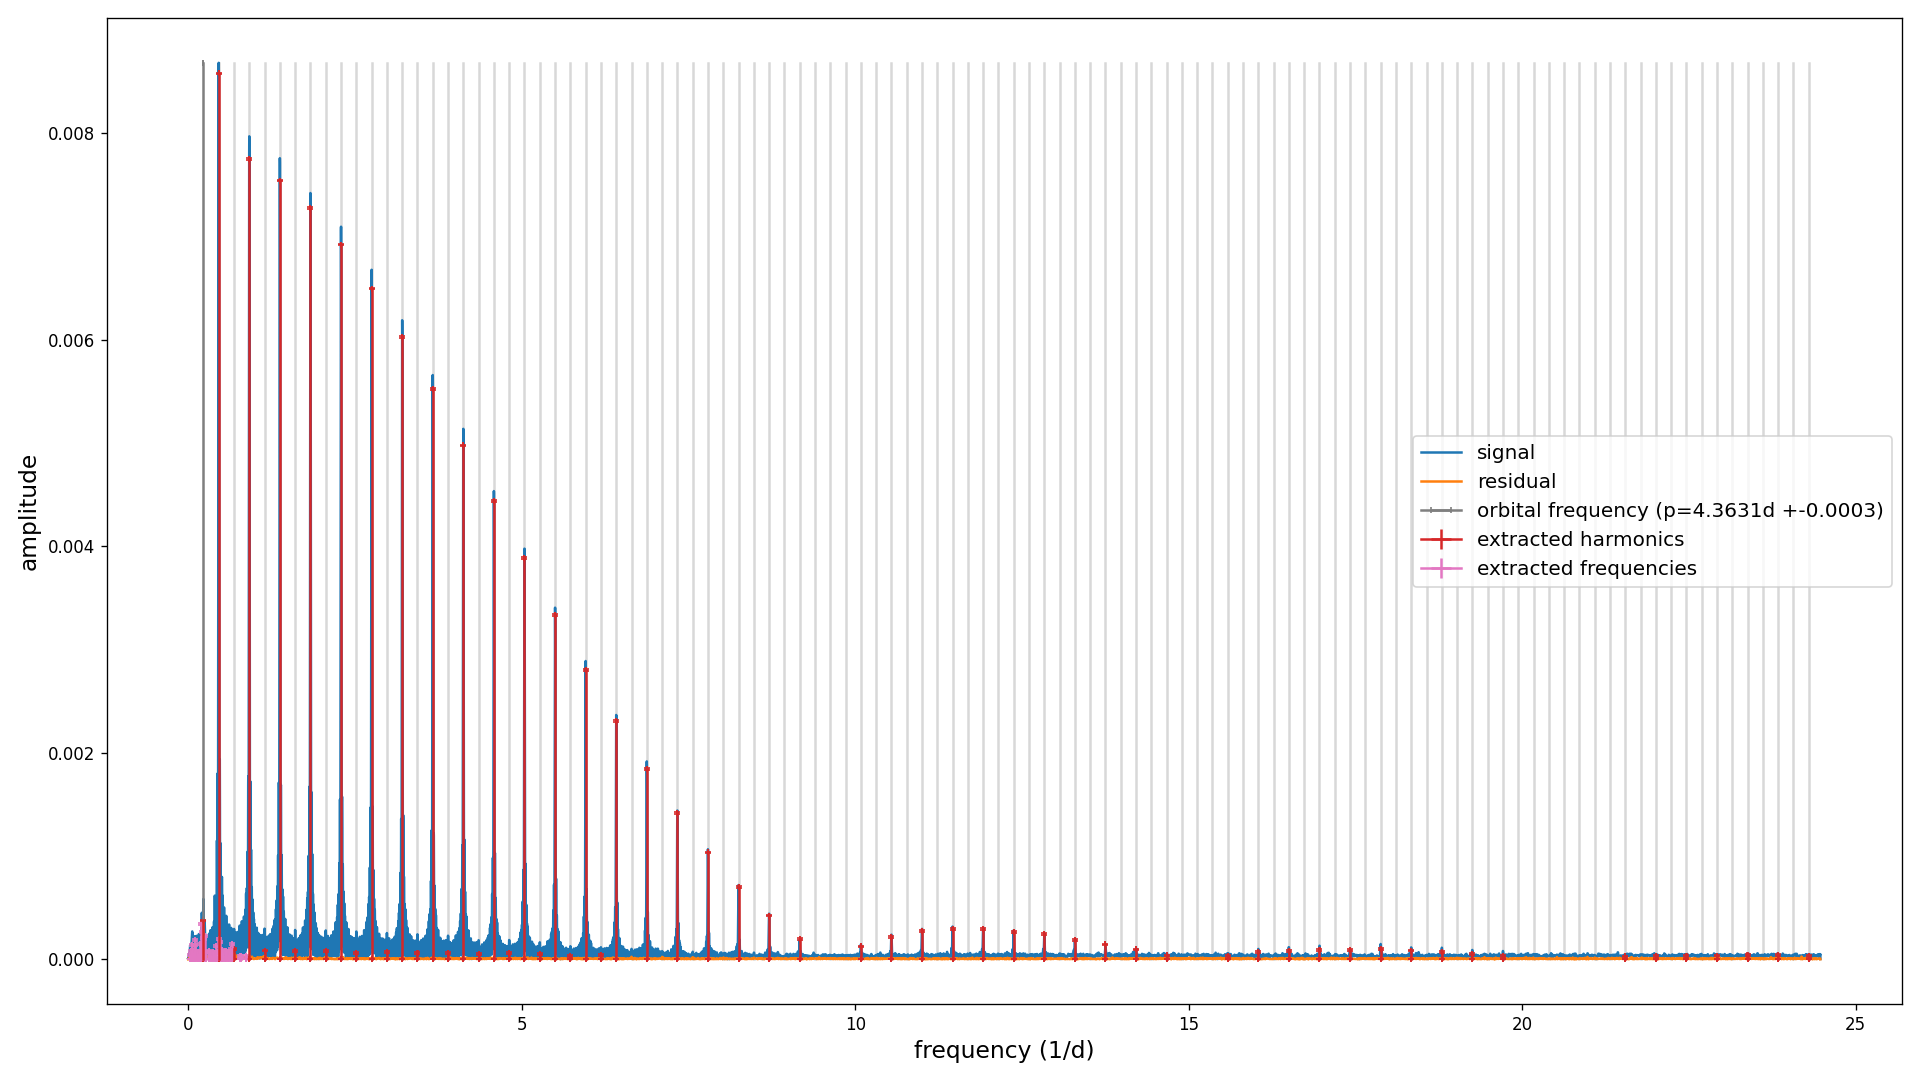 amplitude
0.008
0.006
0.004
0.002
0.000
signal
residual
orbital frequency (p=4.3631d +-0.0003)
extracted harmonics
extracted frequencies
0 5 10 15 20 25
frequency (1/d)